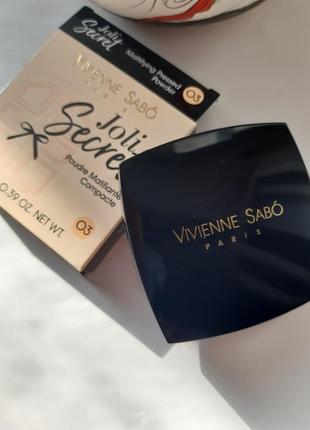 Joli
Secret
Mattifying Pressed
Powder
03
VIVIENNE SABÓ
PARIS
Joli
Secret
Poudre Matifiante
Compacte
0.39 OZ. NET WT.
03
VIVIENNE SABÓ
PARIS